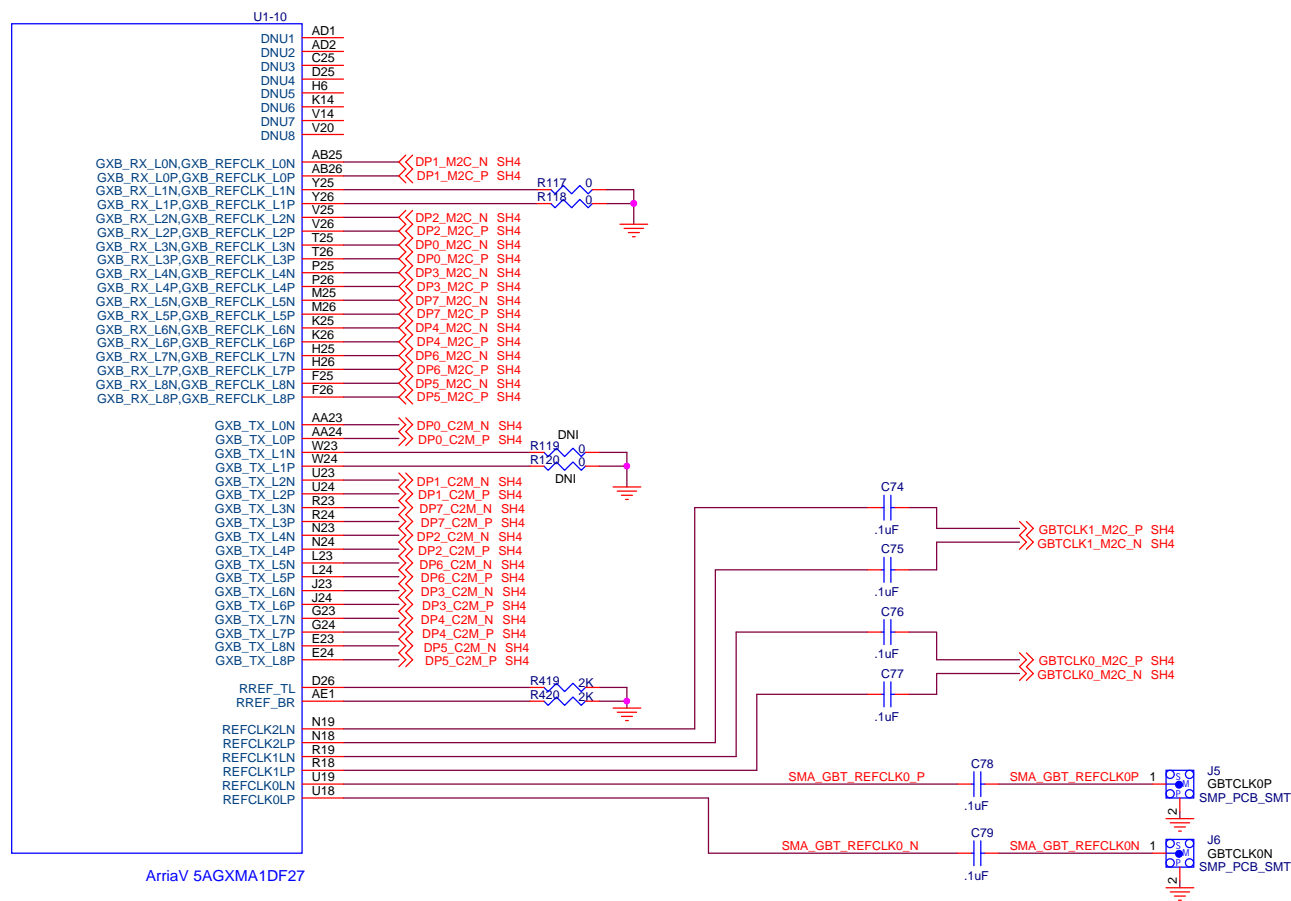 U1-10
DNU1 AD1
DNU2 AD2
DNU3 C25
DNU4 D25
DNU5 H6
DNU6 K14
DNU7 V14
DNU8 V20
GXB_RX_L0N,GXB_REFCLK_L0N AB25 DP1_M2C_N SH4
GXB_RX_L0P,GXB_REFCLK_L0P AB26 DP1_M2C_P SH4
GXB_RX_L1N,GXB_REFCLK_L1N Y25 R117 0
GXB_RX_L1P,GXB_REFCLK_L1P Y26 R118 0
GXB_RX_L2N,GXB_REFCLK_L2N V25 DP2_M2C_N SH4
GXB_RX_L2P,GXB_REFCLK_L2P V26 DP2_M2C_P SH4
GXB_RX_L3N,GXB_REFCLK_L3N T25 DP0_M2C_N SH4
GXB_RX_L3P,GXB_REFCLK_L3P T26 DP0_M2C_P SH4
GXB_RX_L4N,GXB_REFCLK_L4N P25 DP3_M2C_N SH4
GXB_RX_L4P,GXB_REFCLK_L4P P26 DP3_M2C_P SH4
GXB_RX_L5N,GXB_REFCLK_L5N M25 DP7_M2C_N SH4
GXB_RX_L5P,GXB_REFCLK_L5P M26 DP7_M2C_P SH4
GXB_RX_L6N,GXB_REFCLK_L6N K25 DP4_M2C_N SH4
GXB_RX_L6P,GXB_REFCLK_L6P K26 DP4_M2C_P SH4
GXB_RX_L7N,GXB_REFCLK_L7N H25 DP6_M2C_N SH4
GXB_RX_L7P,GXB_REFCLK_L7P H26 DP6_M2C_P SH4
GXB_RX_L8N,GXB_REFCLK_L8N F25 DP5_M2C_N SH4
GXB_RX_L8P,GXB_REFCLK_L8P F26 DP5_M2C_P SH4
GXB_TX_L0N AA23 DP0_C2M_N SH4
GXB_TX_L0P AA24 DP0_C2M_P SH4
DNI
GXB_TX_L1N W23 R119 0
GXB_TX_L1P W24 R120 0
DNI
GXB_TX_L2N U23 DP1_C2M_N SH4
GXB_TX_L2P U24 DP1_C2M_P SH4
GXB_TX_L3N R23 DP7_C2M_N SH4
GXB_TX_L3P R24 DP7_C2M_P SH4
GXB_TX_L4N N23 DP2_C2M_N SH4
GXB_TX_L4P N24 DP2_C2M_P SH4
GXB_TX_L5N L23 DP6_C2M_N SH4
GXB_TX_L5P L24 DP6_C2M_P SH4
GXB_TX_L6N J23 DP3_C2M_N SH4
GXB_TX_L6P J24 DP3_C2M_P SH4
GXB_TX_L7N G23 DP4_C2M_N SH4
GXB_TX_L7P G24 DP4_C2M_P SH4
GXB_TX_L8N E23 DP5_C2M_N SH4
GXB_TX_L8P E24 DP5_C2M_P SH4
RREF_TL D26 R419 2K
RREF_BR AE1 R420 2K
REFCLK2LN N19
REFCLK2LP N18
REFCLK1LN R19
REFCLK1LP R18
REFCLK0LN U19
REFCLK0LP U18
C74
.1uF
GBTCLK1_M2C_P SH4
GBTCLK1_M2C_N SH4
C75
.1uF
C76
.1uF
GBTCLK0_M2C_P SH4
GBTCLK0_M2C_N SH4
C77
.1uF
SMA_GBT_REFCLK0_P C78 SMA_GBT_REFCLK0P 1
.1uF
J5
GBTCLK0P
SMP_PCB_SMT
S
M
P
2
SMA_GBT_REFCLK0_N C79 SMA_GBT_REFCLK0N 1
.1uF
J6
GBTCLK0N
SMP_PCB_SMT
S
M
P
2
ArriaV 5AGXMA1DF27